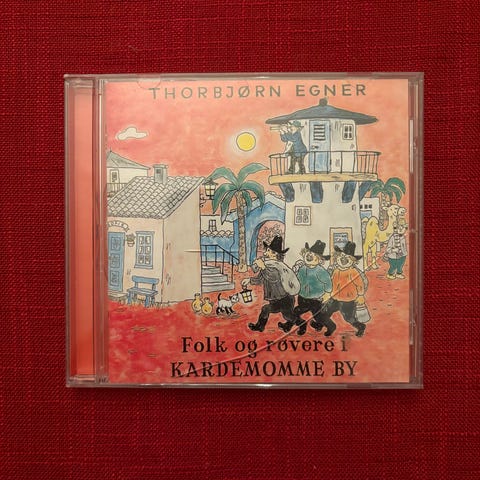 THORBJØRN EGNER
Folk og røvere i
KARDEMOMME BY